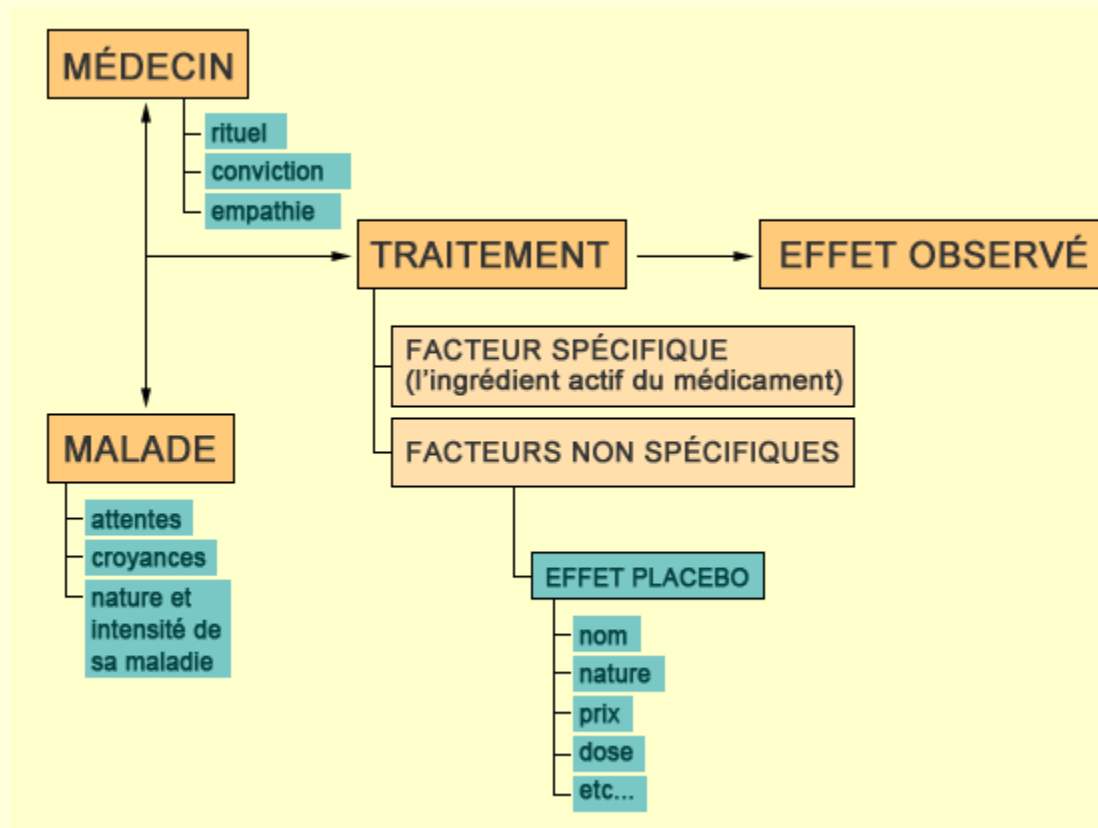 MÉDECIN
rituel
conviction
empathie
TRAITEMENT
EFFET OBSERVÉ
FACTEUR SPÉCIFIQUE
(l'ingrédient actif du médicament)
FACTEURS NON SPÉCIFIQUES
MALADE
attentes
croyances
nature et
intensité de
sa maladie
EFFET PLACEBO
nom
nature
prix
dose
etc...